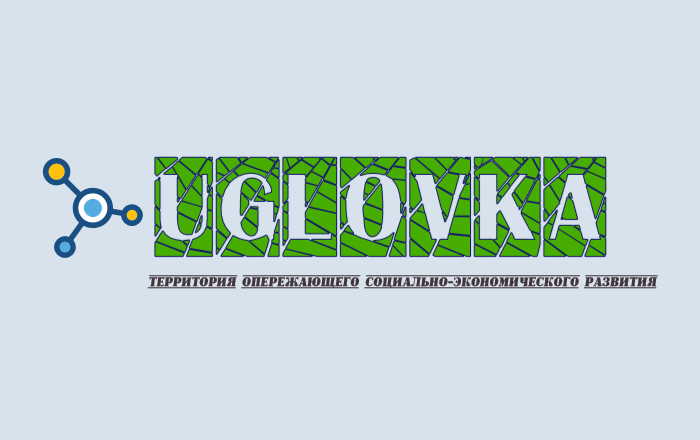 UGLOVKA
ТЕРРИТОРИЯ ОПЕРЕЖАЮЩЕГО СОЦИАЛЬНО-ЭКОНОМИЧЕСКОГО РАЗВИТИЯ